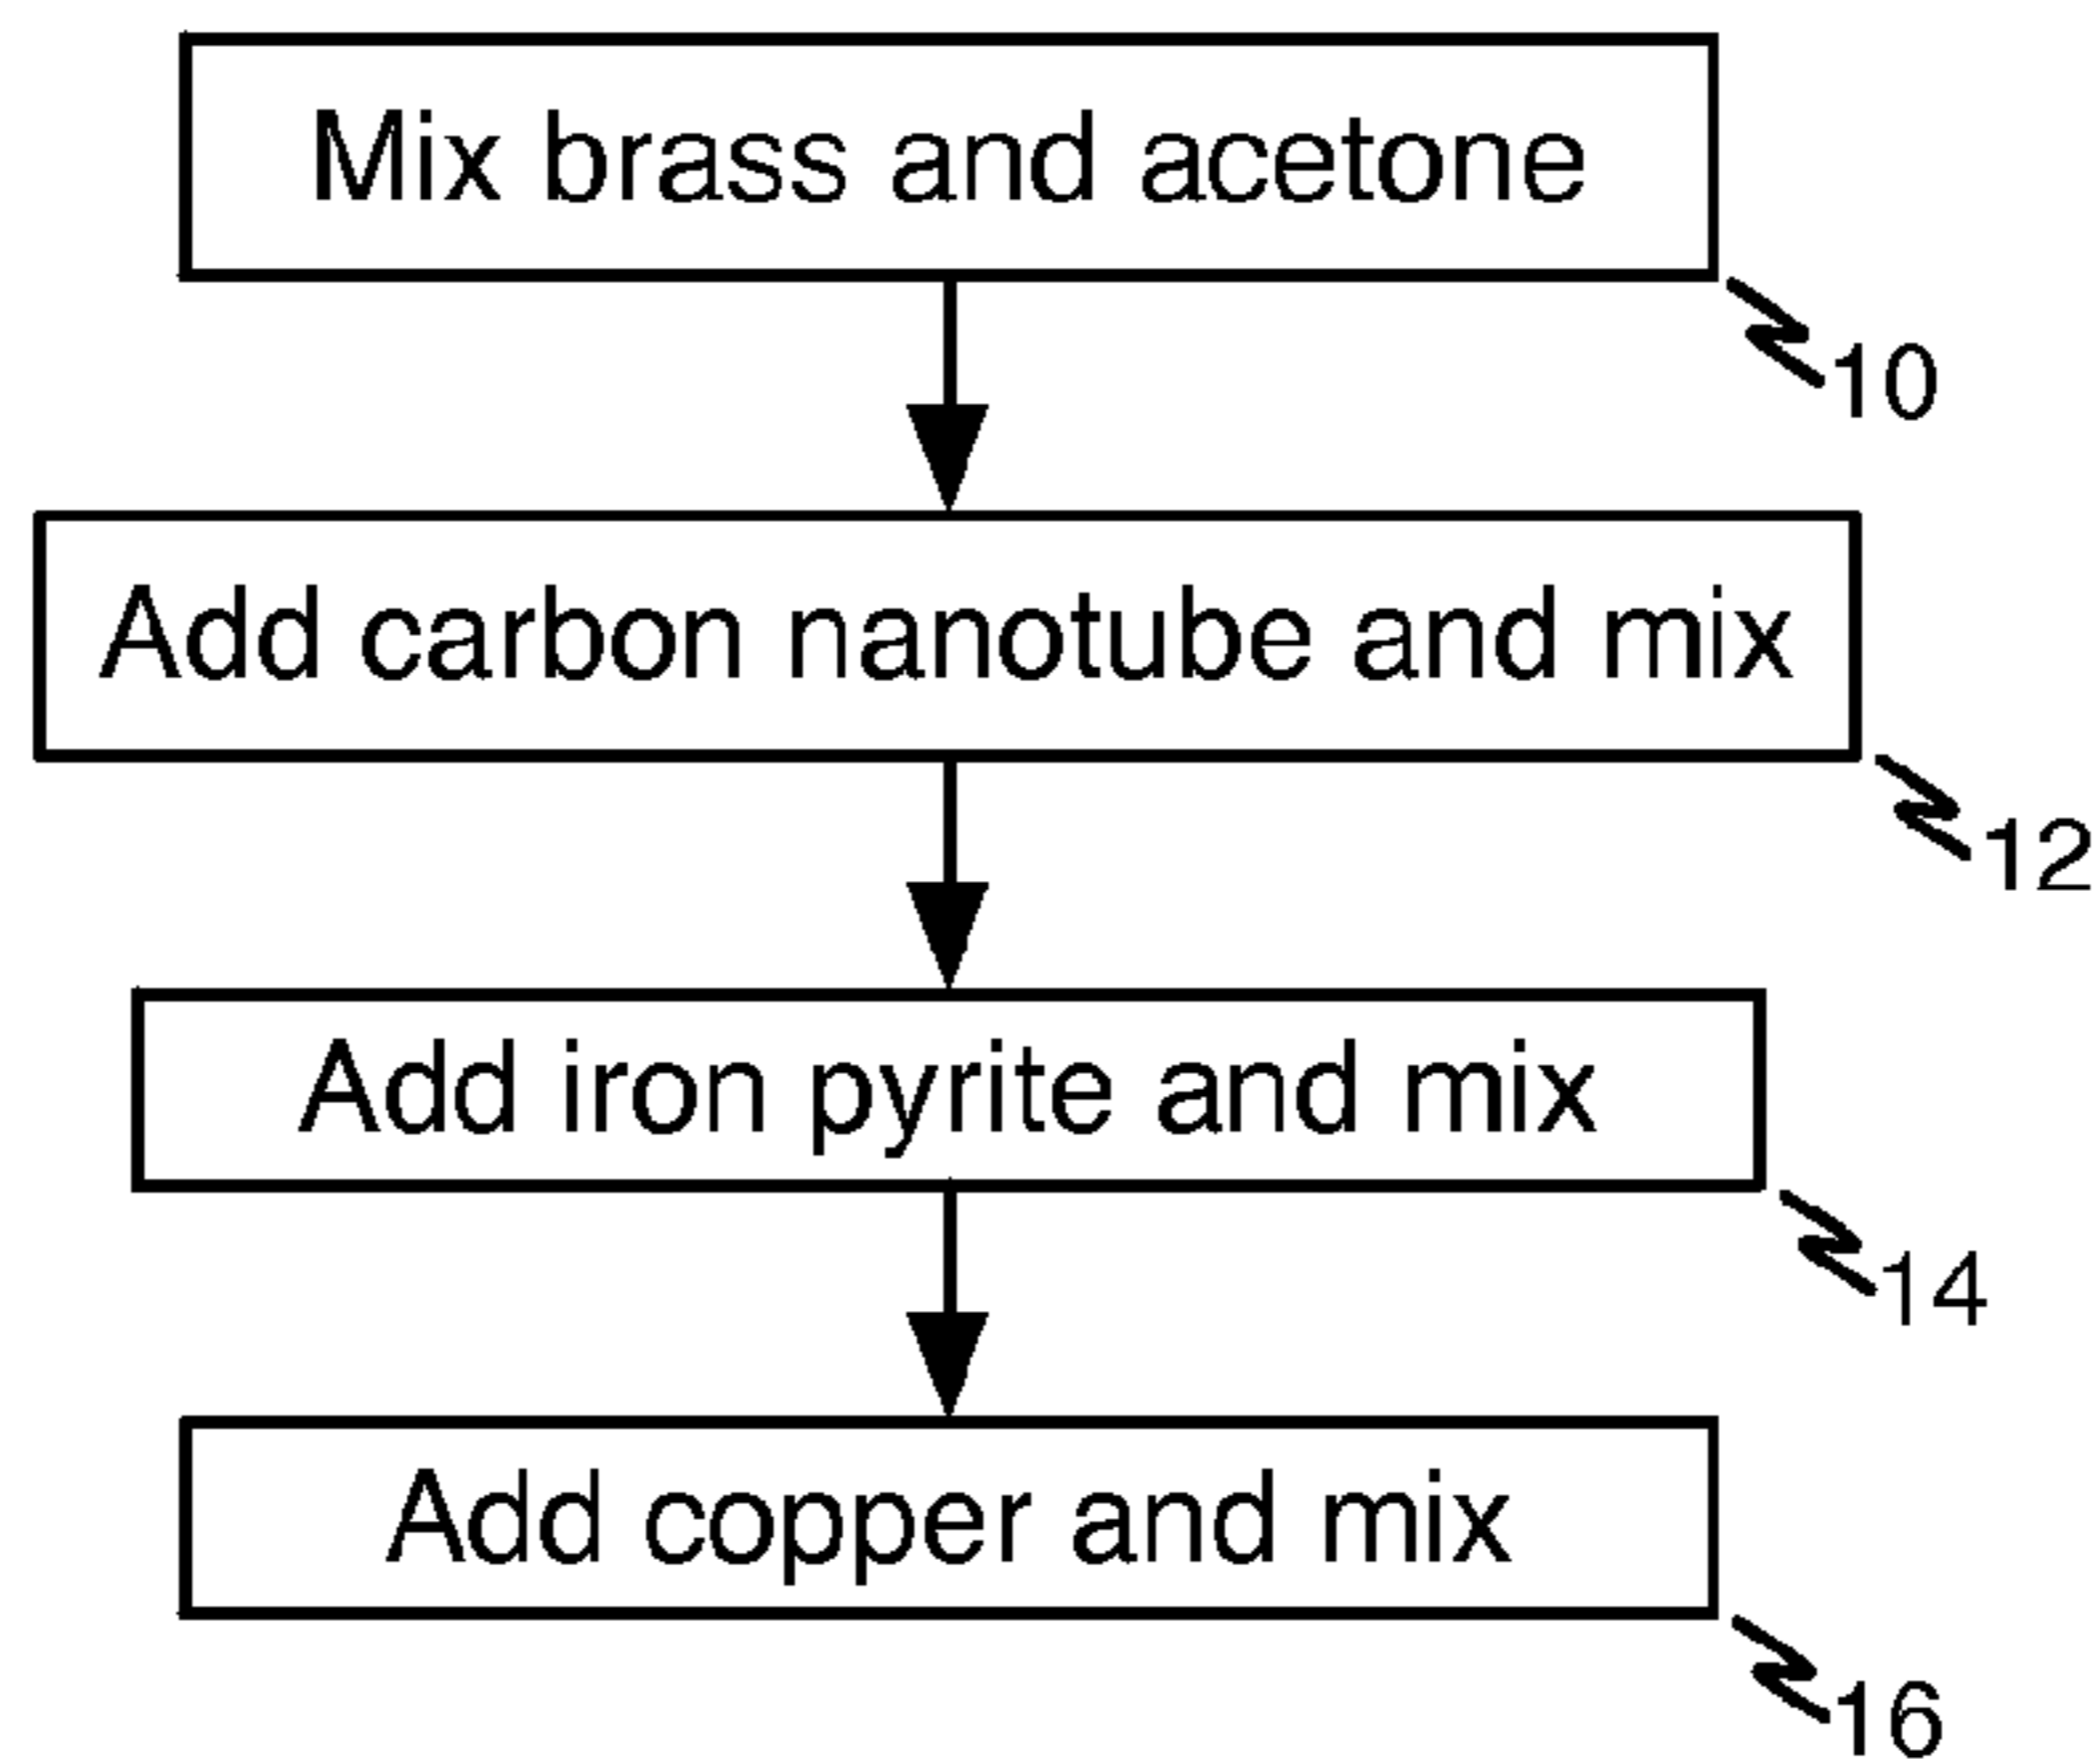 Mix brass and acetone
10
Add carbon nanotube and mix
12
Add iron pyrite and mix
14
Add copper and mix
16